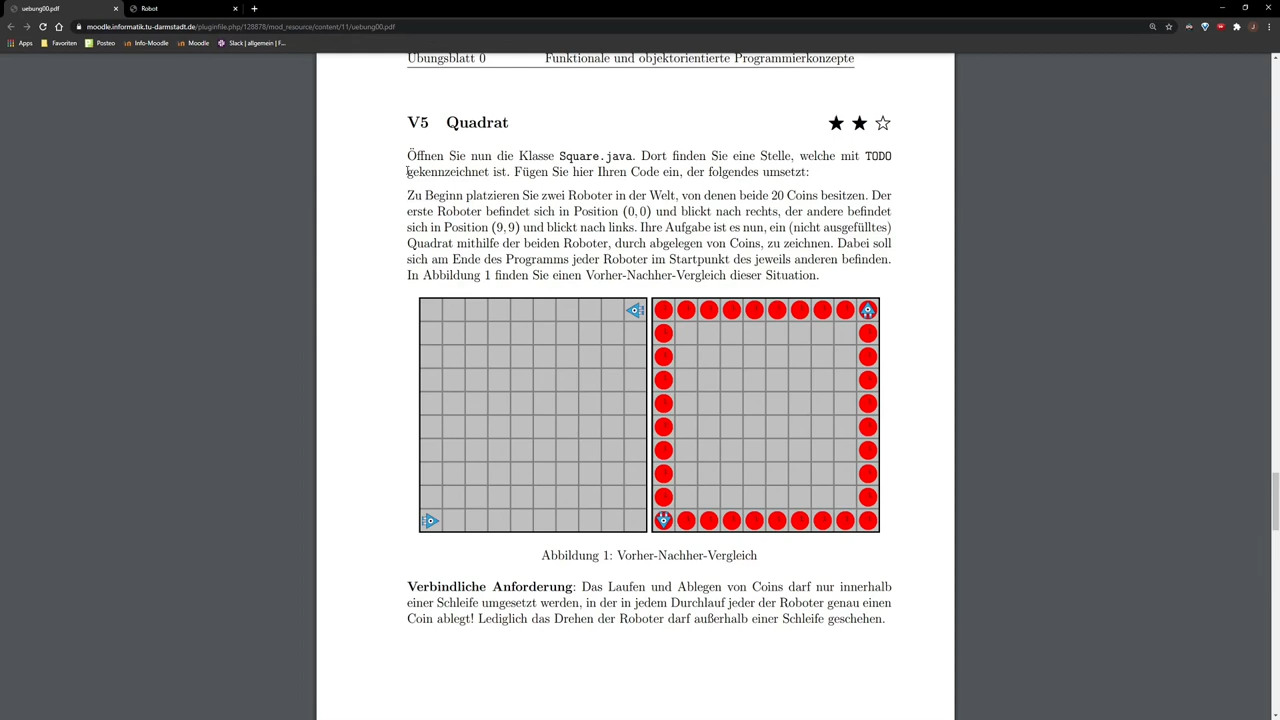 uebung00.pdf
Robot
moodle.informatik.tu-darmstadt.de/pluginfile.php/128878/mod_resource/content/11/uebung00.pdf
Apps Favoriten Posteo Info-Moodle Moodle Slack | allgemein | F...
Übungsblatt 0 Funktionale und objektorientierte Programmierkonzepte
V5 Quadrat ★ ★ ☆
Öffnen Sie nun die Klasse Square.java. Dort finden Sie eine Stelle, welche mit TODO
gekennzeichnet ist. Fügen Sie hier Ihren Code ein, der folgendes umsetzt:
Zu Beginn platzieren Sie zwei Roboter in der Welt, von denen beide 20 Coins besitzen. Der
erste Roboter befindet sich in Position (0,0) und blickt nach rechts, der andere befindet
sich in Position (9,9) und blickt nach links. Ihre Aufgabe ist es nun, ein (nicht ausgefülltes)
Quadrat mithilfe der beiden Roboter, durch abgelegen von Coins, zu zeichnen. Dabei soll
sich am Ende des Programms jeder Roboter im Startpunkt des jeweils anderen befinden.
In Abbildung 1 finden Sie einen Vorher-Nachher-Vergleich dieser Situation.
Abbildung 1: Vorher-Nachher-Vergleich
Verbindliche Anforderung: Das Laufen und Ablegen von Coins darf nur innerhalb
einer Schleife umgesetzt werden, in der in jedem Durchlauf jeder der Roboter genau einen
Coin ablegt! Lediglich das Drehen der Roboter darf außerhalb einer Schleife geschehen.